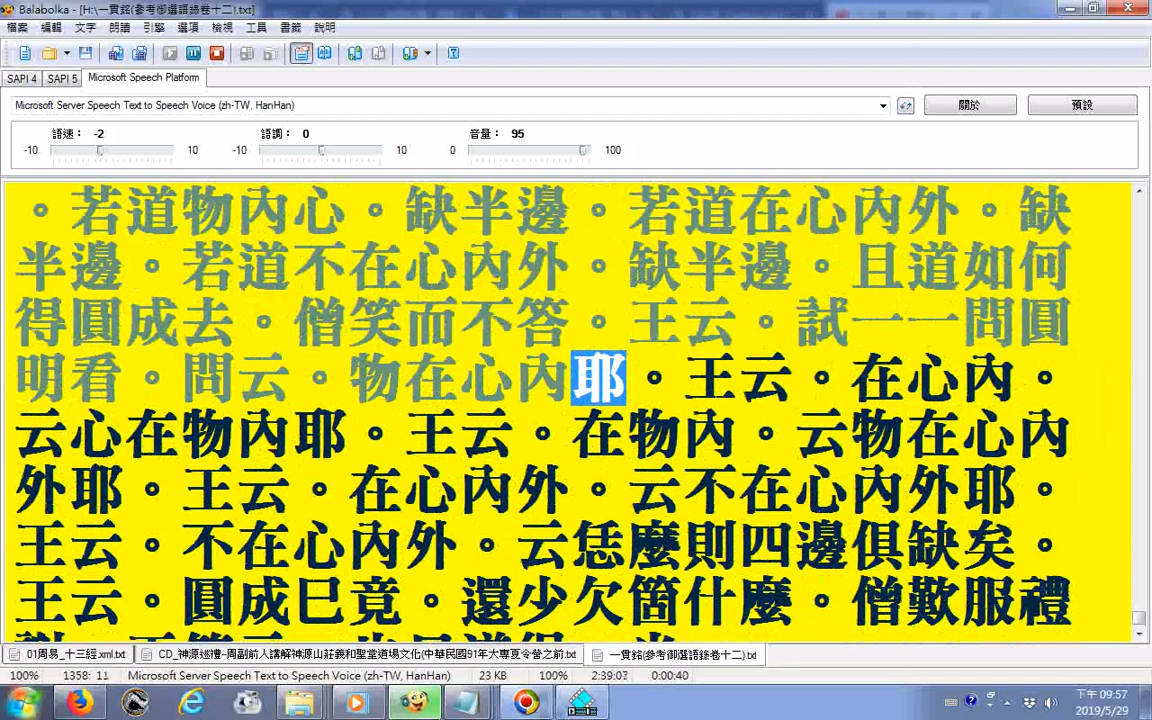 Balabolka - [H:\一貫銘(參考御選語錄卷十二).txt]
檔案 編輯 文字 朗讀 引擎 選項 檢視 工具 書籤 說明
SAPI 4 SAPI 5 Microsoft Speech Platform
Microsoft Server Speech Text to Speech Voice (zh-TW, HanHan) 關於 預設
語速： -2 語調： 0 音量： 95
-10 10 -10 10 0 100
。若道物內心。缺半邊。若道在心內外。缺
半邊。若道不在心內外。缺半邊。且道如何
得圓成去。僧笑而不答。王云。試一一問圓
明看。問云。物在心內耶。王云。在心內。
云心在物內耶。王云。在物內。云物在心內
外耶。王云。在心內外。云不在心內外耶。
王云。不在心內外。云恁麼則四邊俱缺矣。
王云。圓成巳竟。還少欠箇什麼。僧歎服禮
01周易_十三經.xml.txt CD_神源巡禮~周副前人講解神源山莊義和聖堂道場文化(中華民國91年大專夏令營之前.txt 一貫銘(參考御選語錄卷十二).txt
100% 1358: 11 Microsoft Server Speech Text to Speech Voice (zh-TW, HanHan) 23 KB 100% 2:39:07 0:00:40
下午 09:57
2019/5/29